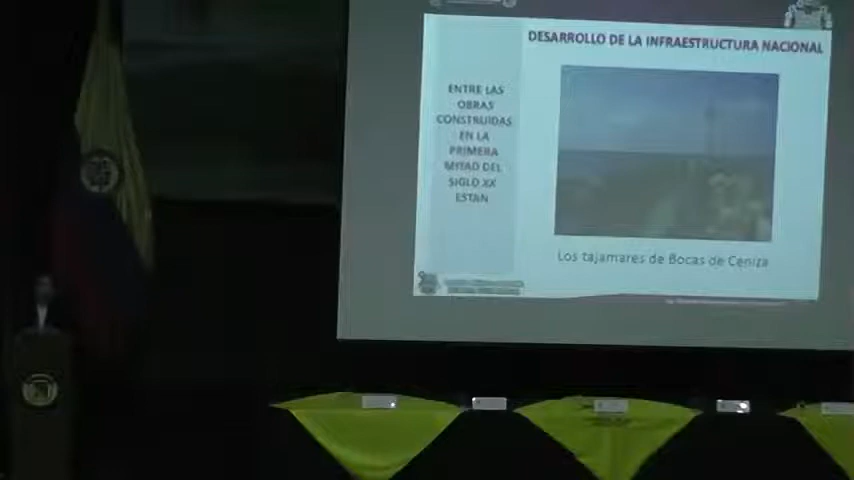 DESARROLLO DE LA INFRAESTRUCTURA NACIONAL
ENTRE LAS
OBRAS
CONSTRUIDAS
EN LA
PRIMERA
MITAD DEL
SIGLO XX
ESTAN
Los tajamares de Bocas de Ceniza